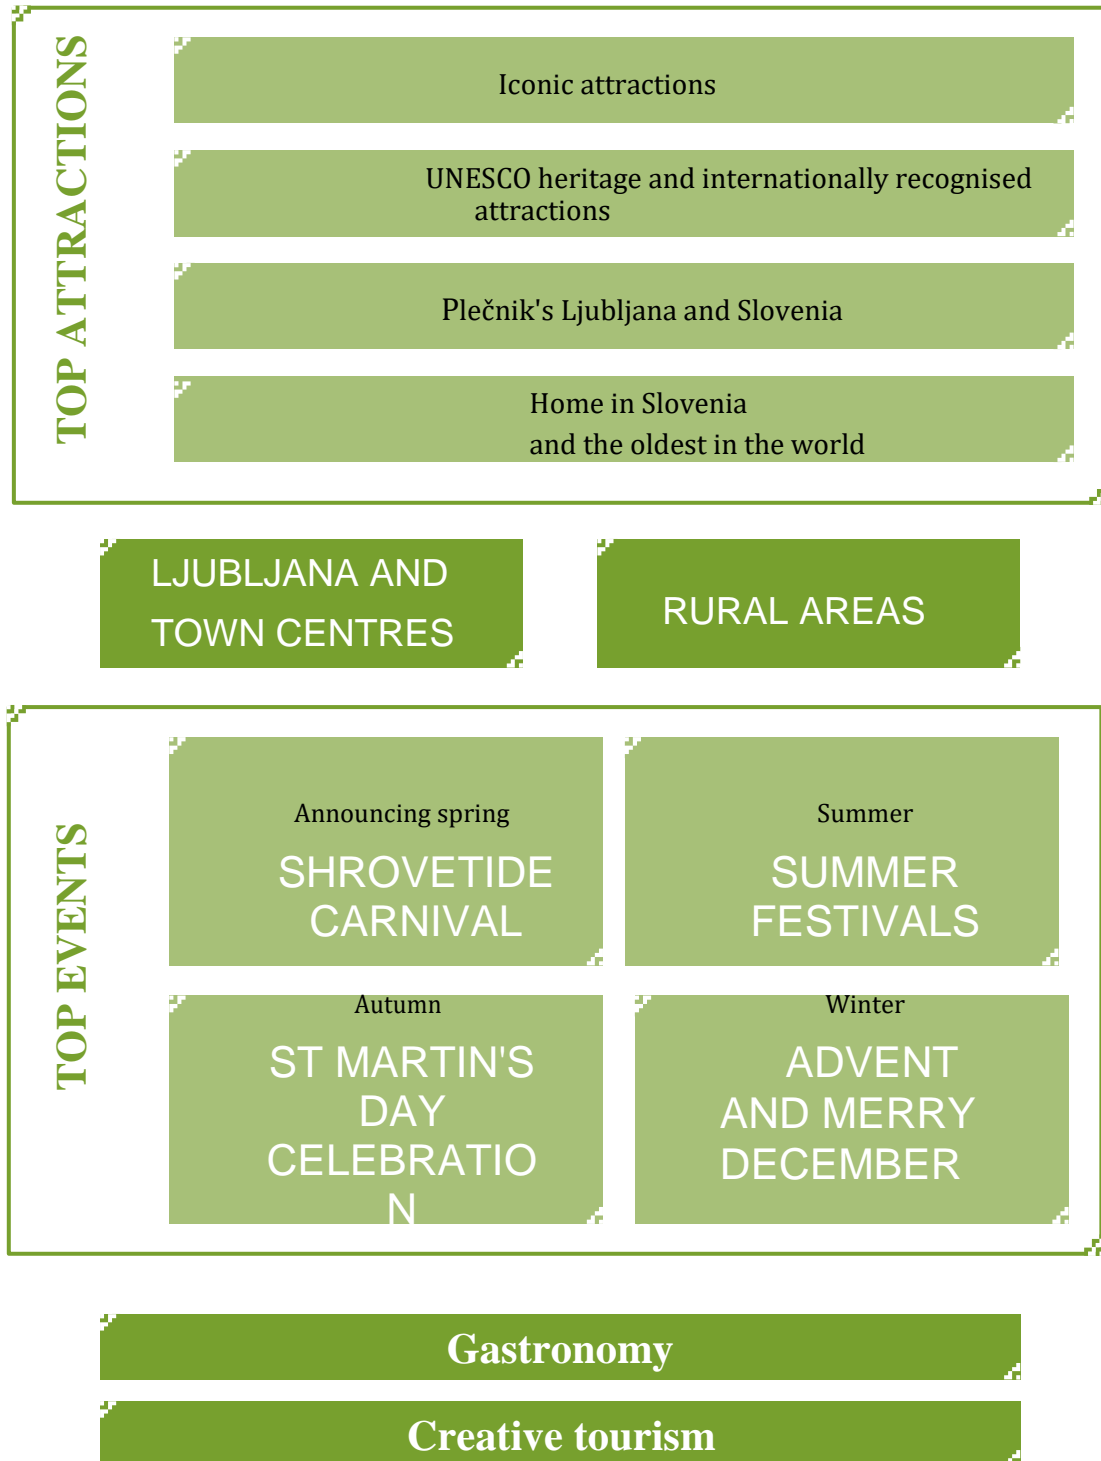 TOP ATTRACTIONS
Iconic attractions
UNESCO heritage and internationally recognised
attractions
Plečnik's Ljubljana and Slovenia
Home in Slovenia
and the oldest in the world
LJUBLJANA AND
TOWN CENTRES
RURAL AREAS
TOP EVENTS
Announcing spring
SHROVETIDE
CARNIVAL
Summer
SUMMER
FESTIVALS
Autumn
ST MARTIN'S
DAY
CELEBRATIO
N
Winter
ADVENT
AND MERRY
DECEMBER
Gastronomy
Creative tourism